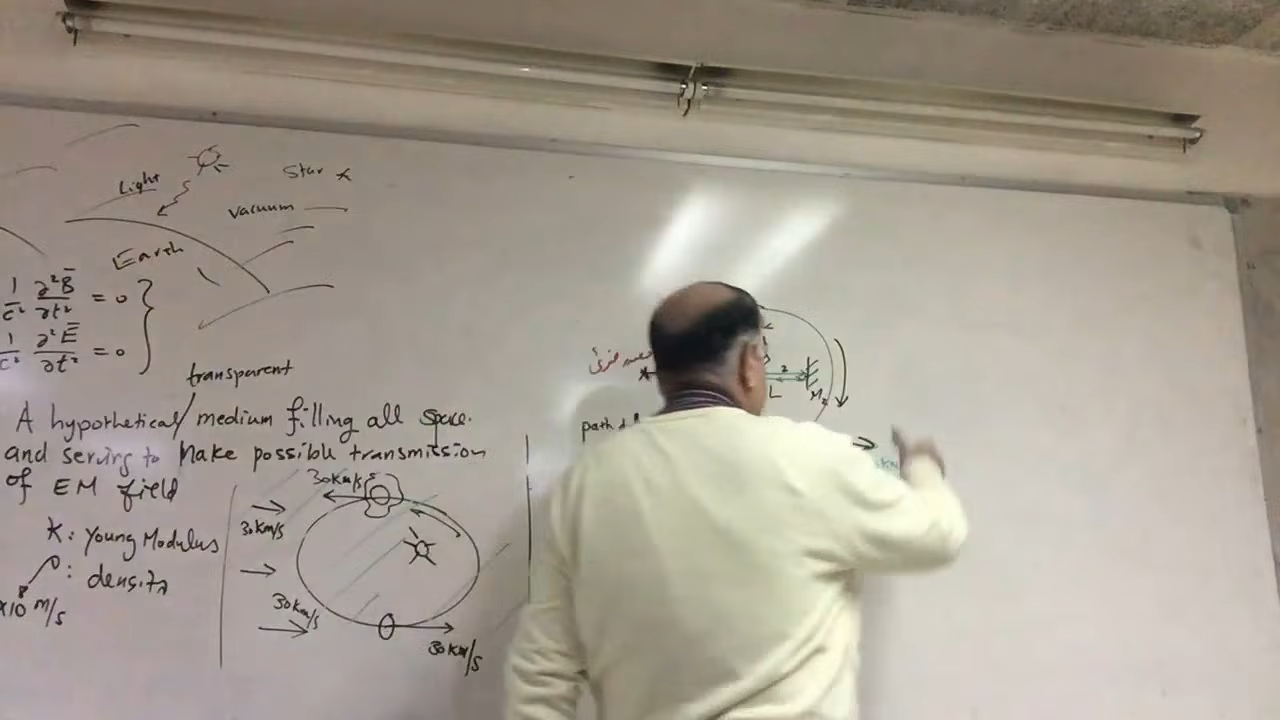 Light
Star
vacuum
Earth
1/c² ∂²B̄/∂t² = 0
1/c² ∂²Ē/∂t² = 0
transparent
A hypothetical medium filling all space.
and serving to Make possible transmission
of EM field
K: Young Modulus
: density
×10 m/s
30km/s
30km/s
30km/s
30km/s
path
2
L
M₂